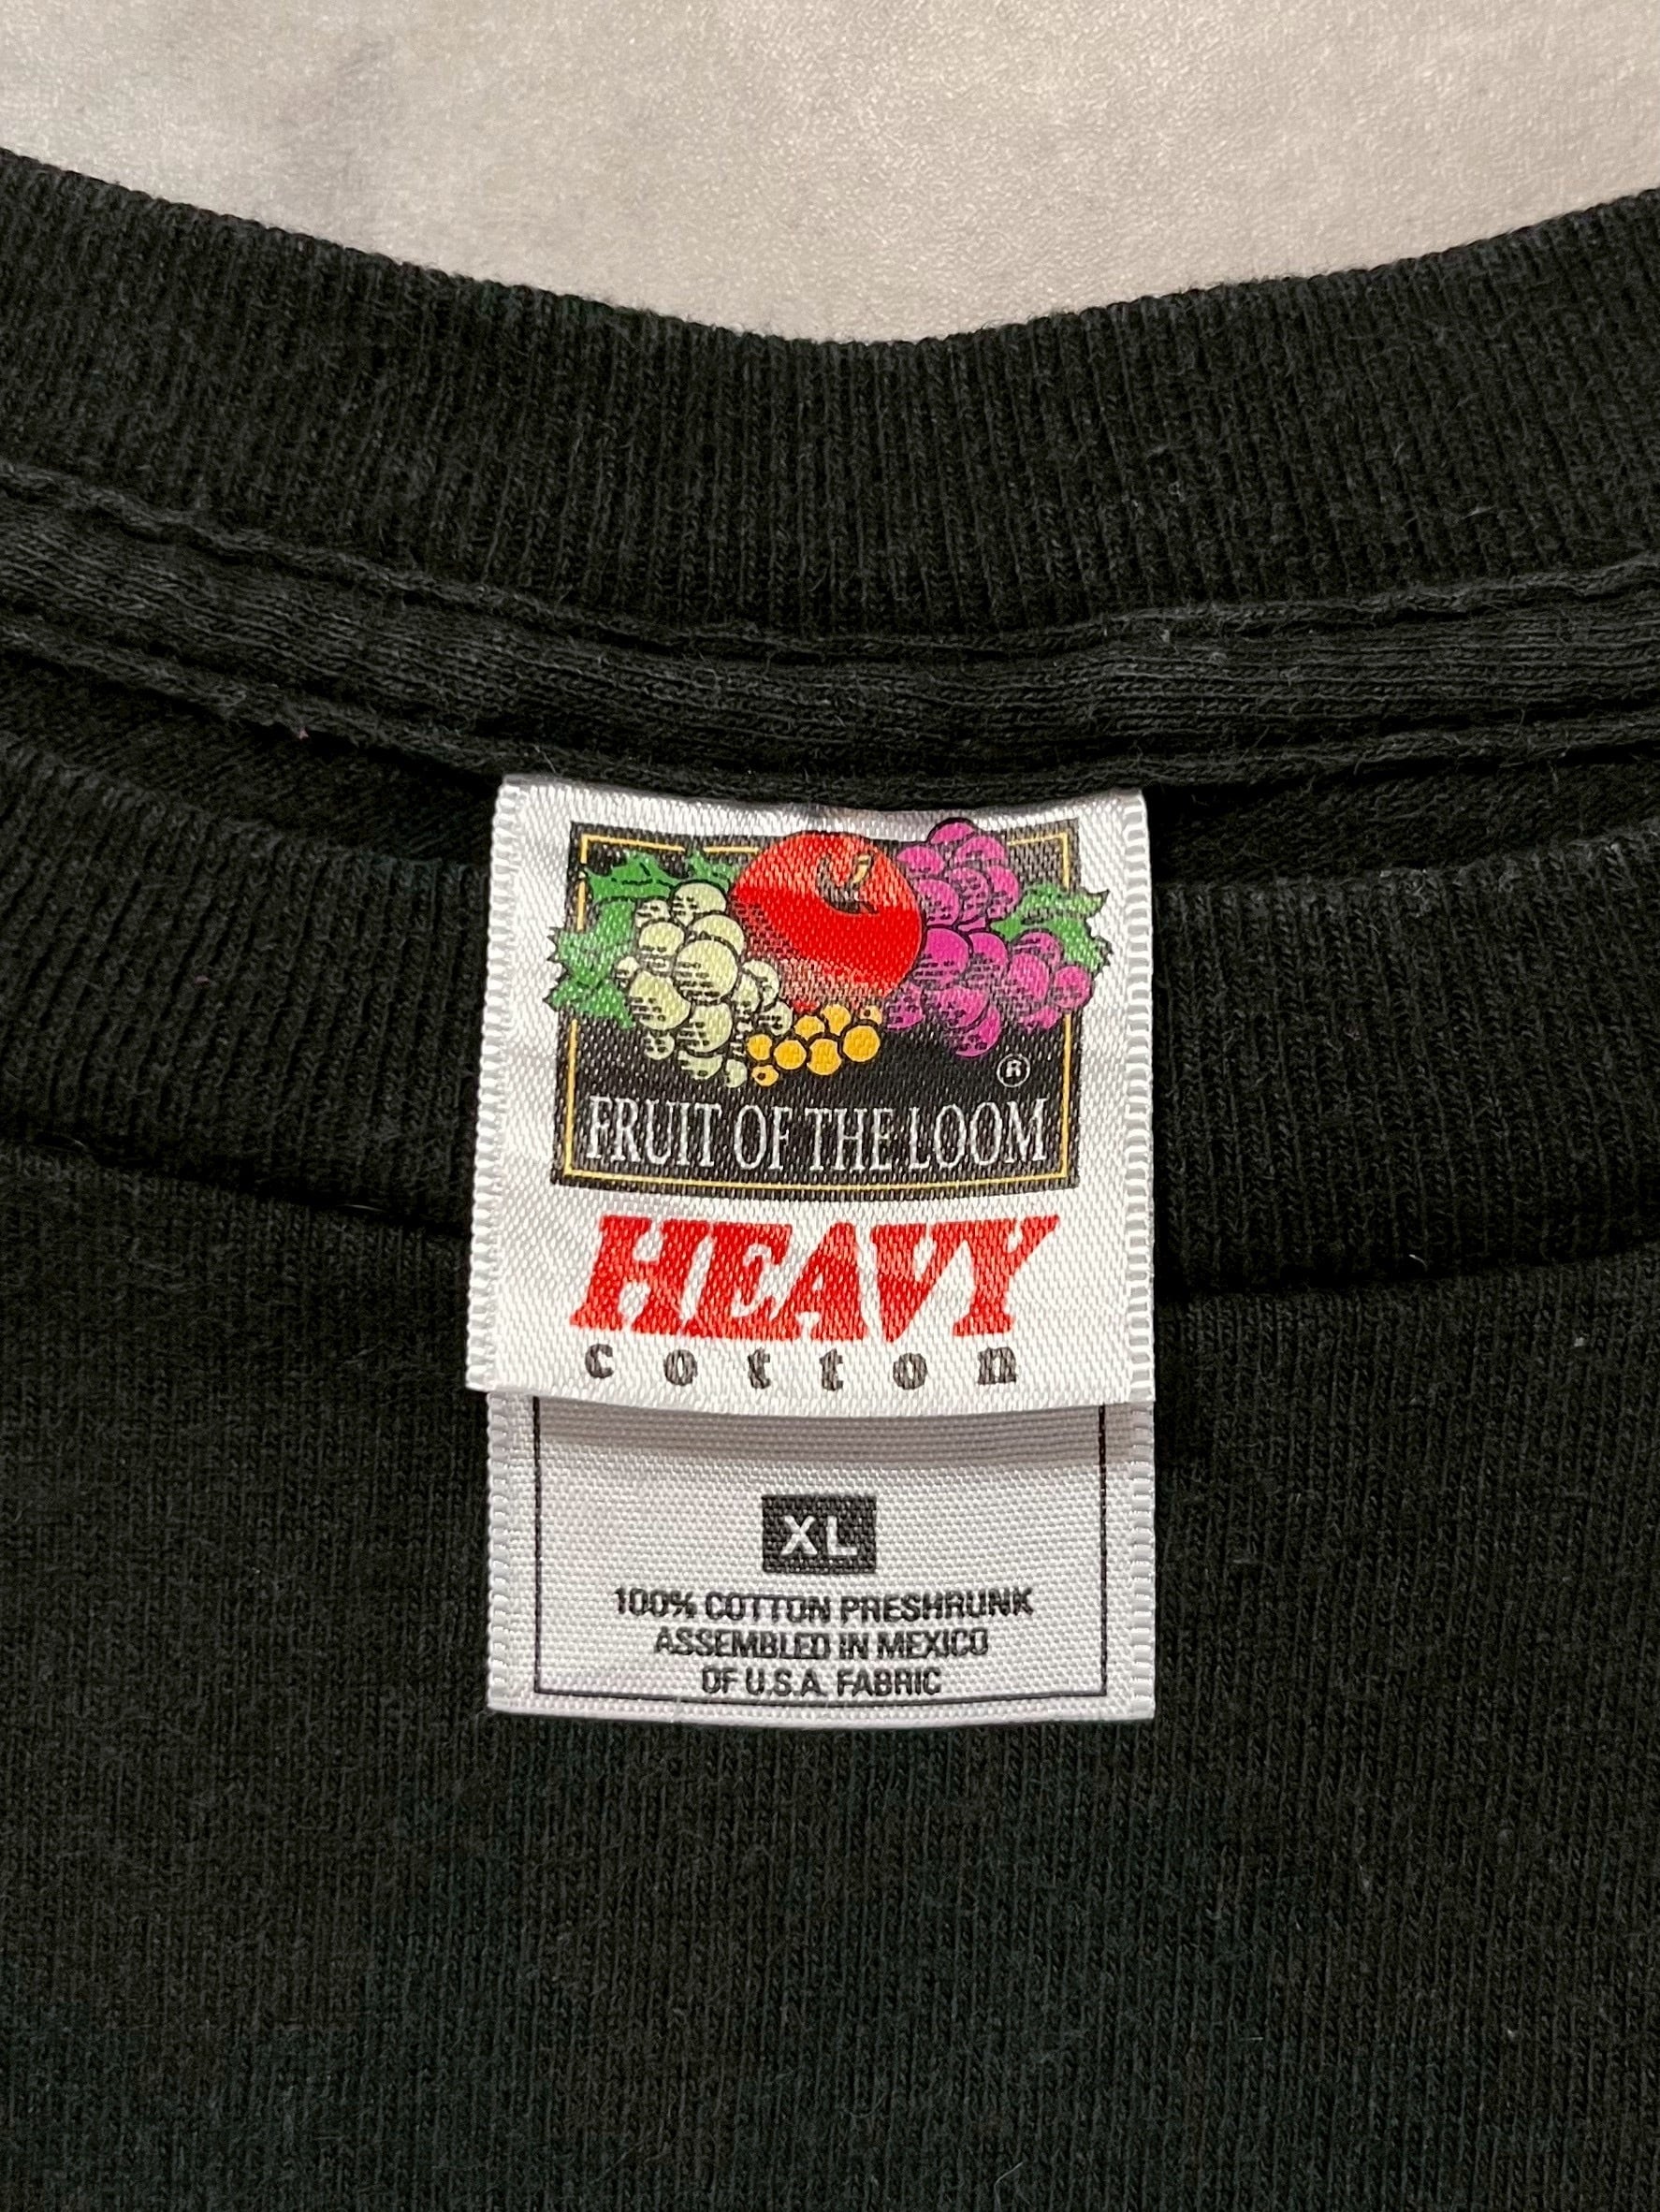 ®
FRUIT OF THE LOOM
HEAVY
cotton
XL
100% COTTON PRESHRUNK
ASSEMBLED IN MEXICO
OF U.S.A. FABRIC